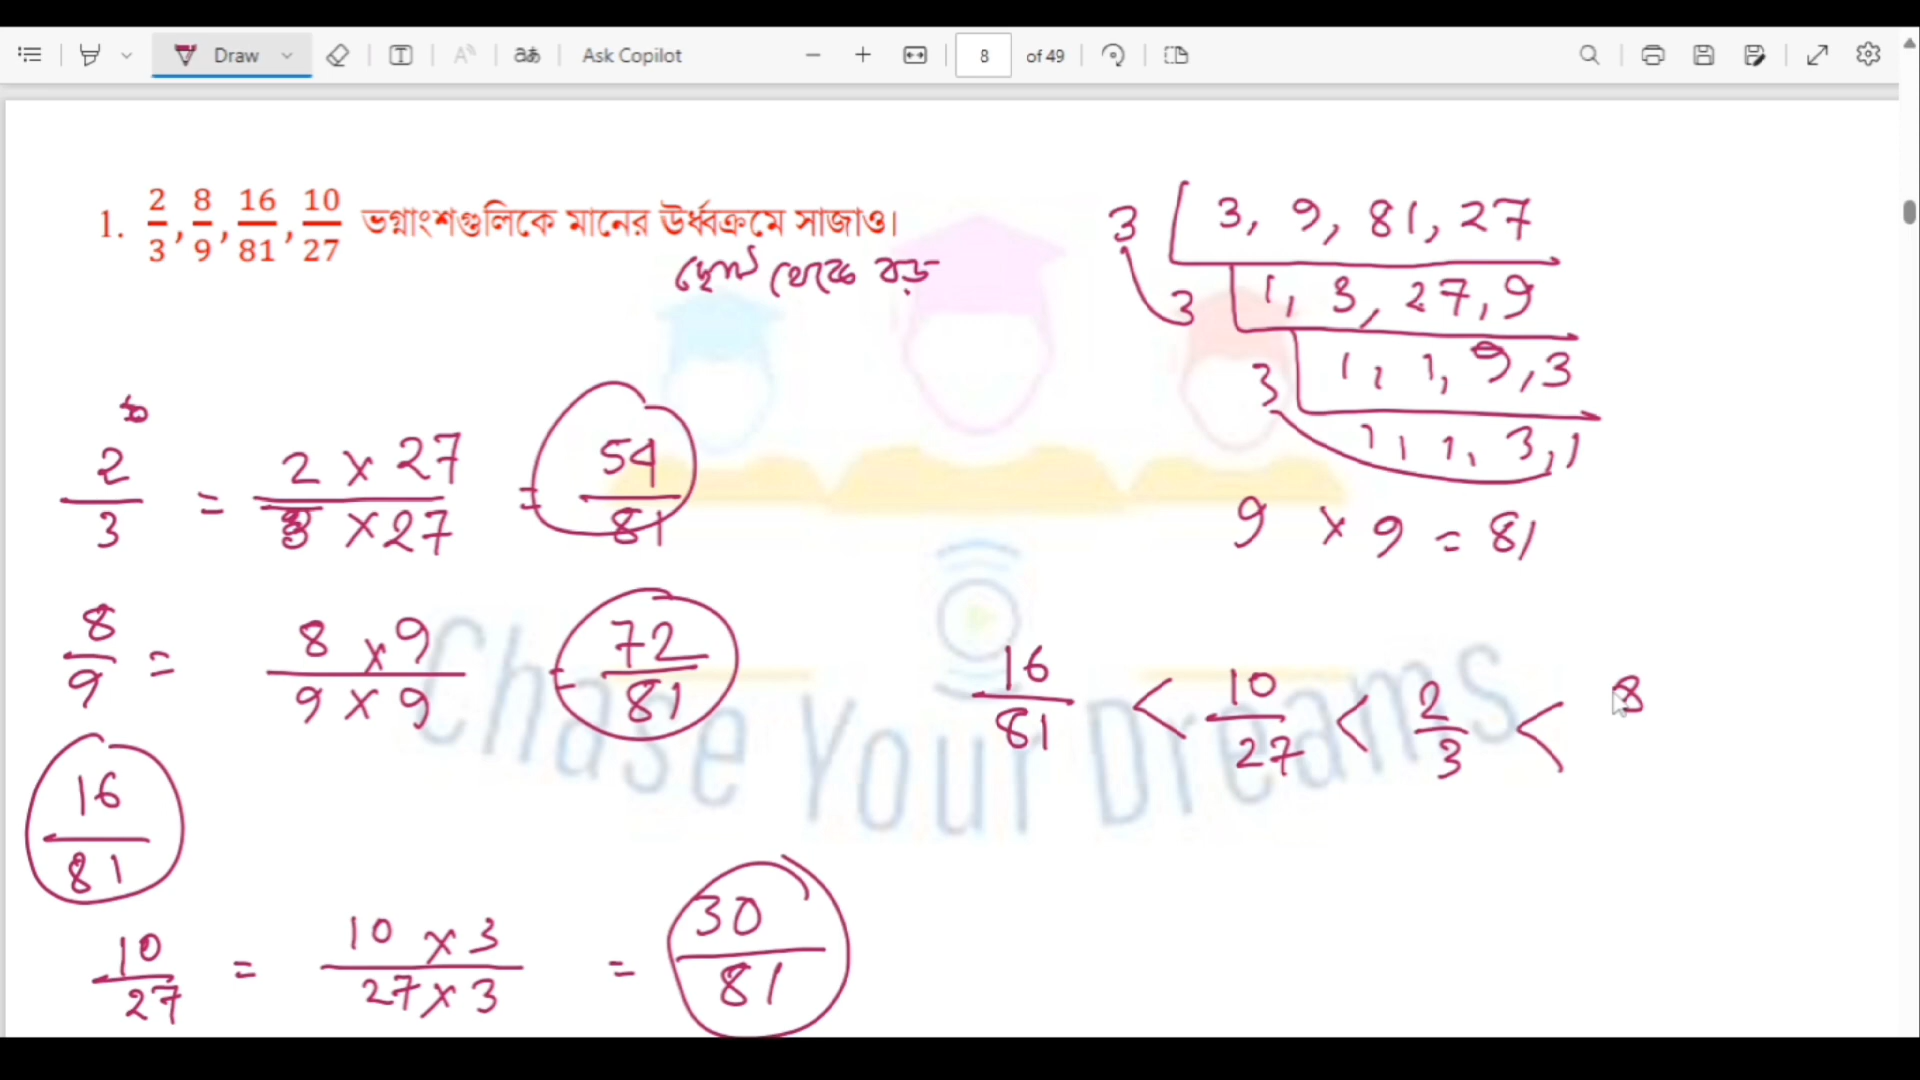 Draw
Ask Copilot
8 of 49
1. 2/3, 8/9, 16/81, 10/27 ভগ্নাংশগুলিকে মানের ঊর্ধ্বক্রমে সাজাও।
ছোট থেকে বড়
3 | 3, 9, 81, 27
3 | 1, 3, 27, 9
3 | 1, 1, 9, 3
1, 1, 3, 1
9 × 9 = 81
2/3 = 2 × 27 / 3 × 27 = 54/81
8/9 = 8 × 9 / 9 × 9 = 72/81
16/81
10/27 = 10 × 3 / 27 × 3 = 30/81
16/81 < 10/27 < 2/3 < 8
Chase Your Dreams